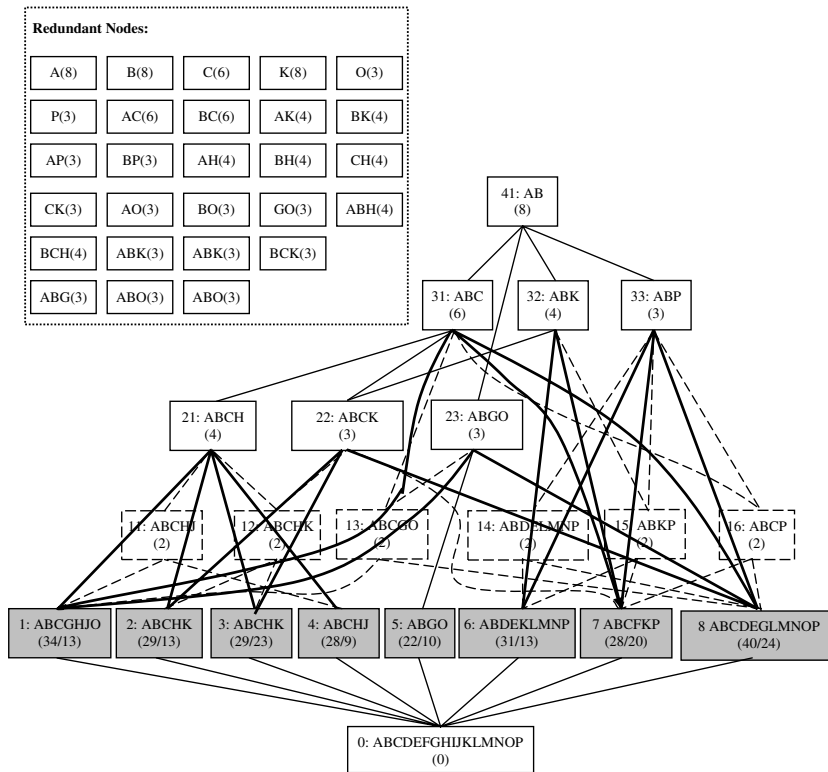 Redundant Nodes:
A(8) B(8) C(6) K(8) O(3)
P(3) AC(6) BC(6) AK(4) BK(4)
AP(3) BP(3) AH(4) BH(4) CH(4)
CK(3) AO(3) BO(3) GO(3) ABH(4)
BCH(4) ABK(3) ABK(3) BCK(3)
ABG(3) ABO(3) ABO(3)
41: AB
(8)
31: ABC
(6)
32: ABK
(4)
33: ABP
(3)
21: ABCH
(4)
22: ABCK
(3)
23: ABGO
(3)
11: ABCHJ
(2)
12: ABCHK
(2)
13: ABCGO
(2)
14: ABDELMNP
(2)
15: ABKP
(2)
16: ABCP
(2)
1: ABCGHJO
(34/13)
2: ABCHK
(29/13)
3: ABCHK
(29/23)
4: ABCHJ
(28/9)
5: ABGO
(22/10)
6: ABDEKLMNP
(31/13)
7 ABCFKP
(28/20)
8 ABCDEGLMNOP
(40/24)
0: ABCDEFGHIJKLMNOP
(0)